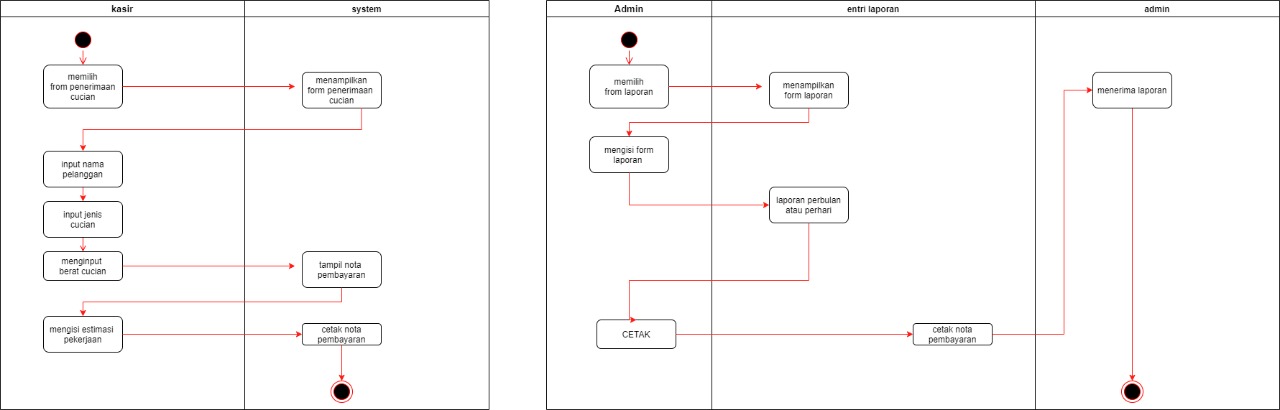 kasir
system
memilih
from penerimaan
cucian
menampilkan
form penerimaan
cucian
input nama
pelanggan
input jenis
cucian
menginput
berat cucian
tampil nota
pembayaran
mengisi estimasi
pekerjaan
cetak nota
pembayaran
Admin
entri laporan
admin
memilih
from laporan
menampilkan
form laporan
menerima laporan
mengisi form
laporan
laporan perbulan
atau perhari
CETAK
cetak nota
pembayaran